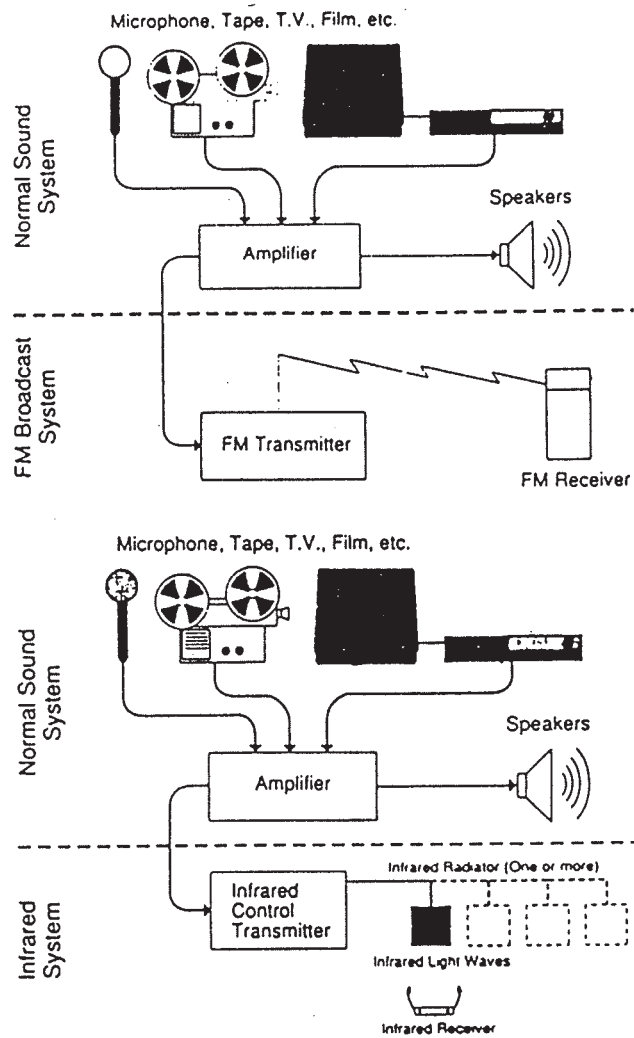 Microphone, Tape, T.V., Film, etc.
Normal Sound
System
Speakers
Amplifier
FM Broadcast
System
FM Transmitter
FM Receiver
Microphone, Tape, T.V., Film, etc.
Normal Sound
System
Speakers
Amplifier
Infrared
System
Infrared
Control
Transmitter
Infrared Radiator (One or more)
Infrared Light Waves
Infrared Receiver